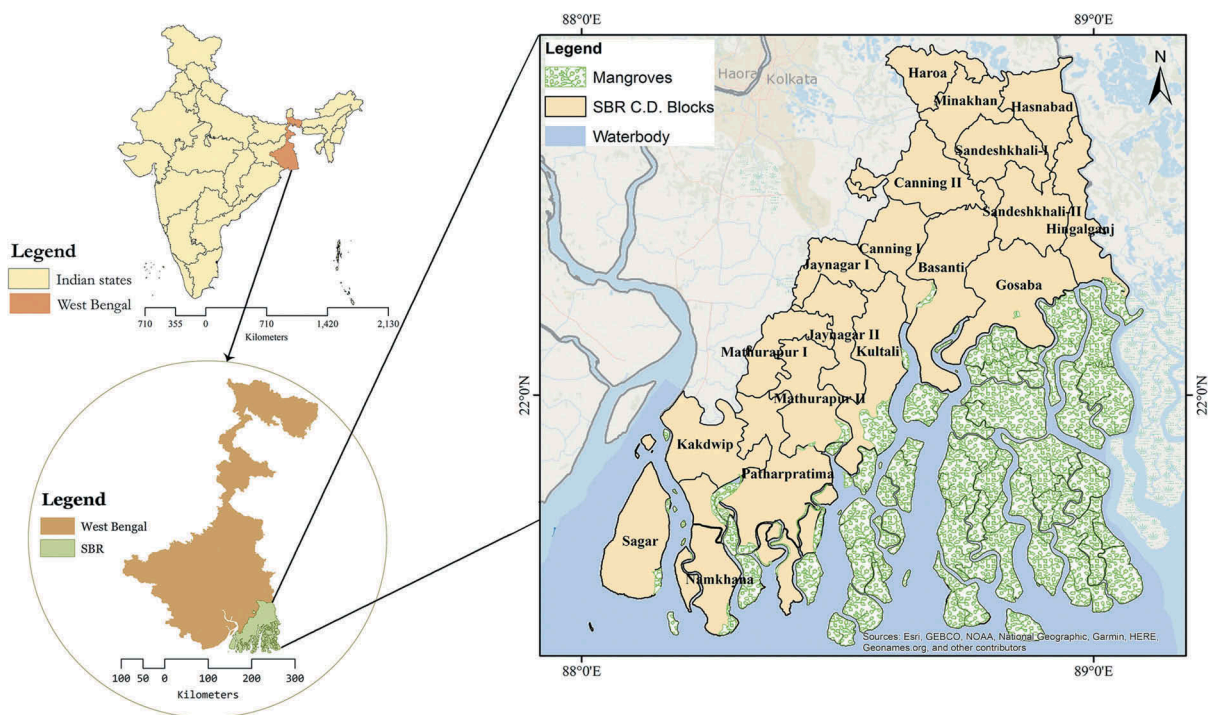 Legend
Indian states
West Bengal
710 355 0 710 1,420 2,130
Kilometers
Legend
West Bengal
SBR
100 50 0 100 200 300
Kilometers
88°0'E 89°0'E
Legend
Mangroves
SBR C.D. Blocks
Waterbody
Haora Kolkata
N
Haroa
Minakhan
Hasnabad
Sandeshkhali-I
Canning II
Sandeshkhali-II
Hingalganj
Canning I
Jaynagar I
Basanti
Gosaba
Jaynagar II
Mathurapur I
Kultali
Mathurapur II
Kakdwip
Patharpratima
Sagar
Namkhana
22°0'N
22°0'N
Sources: Esri, GEBCO, NOAA, National Geographic, Garmin, HERE,
Geonames.org, and other contributors
88°0'E 89°0'E